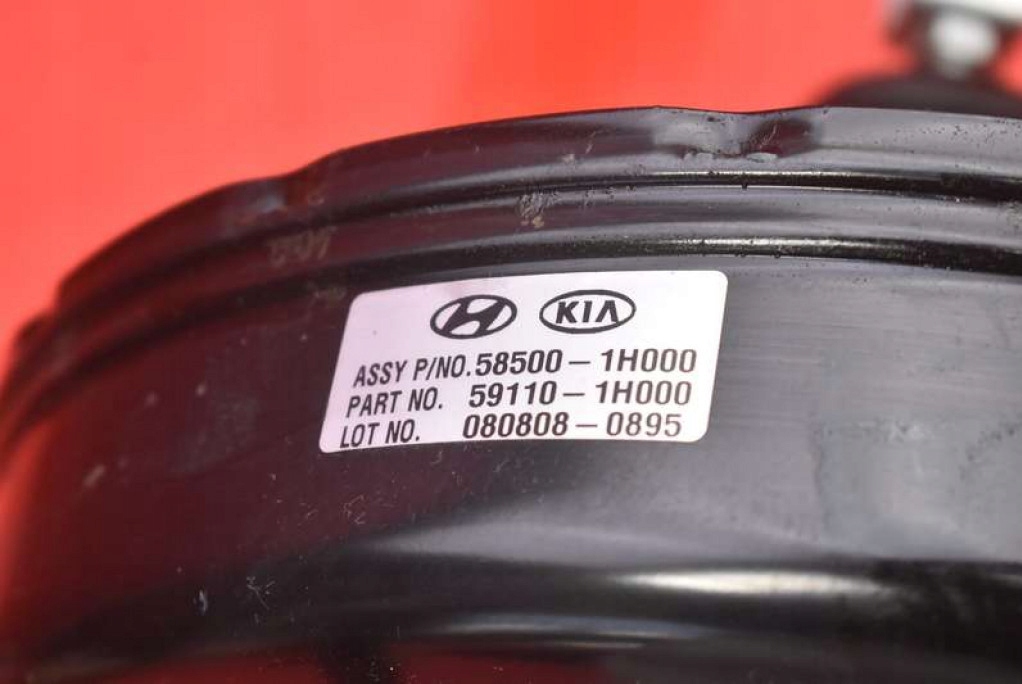 KIA
ASSY P/NO. 58500-1H000
PART NO. 59110-1H000
LOT NO. 080808-0895